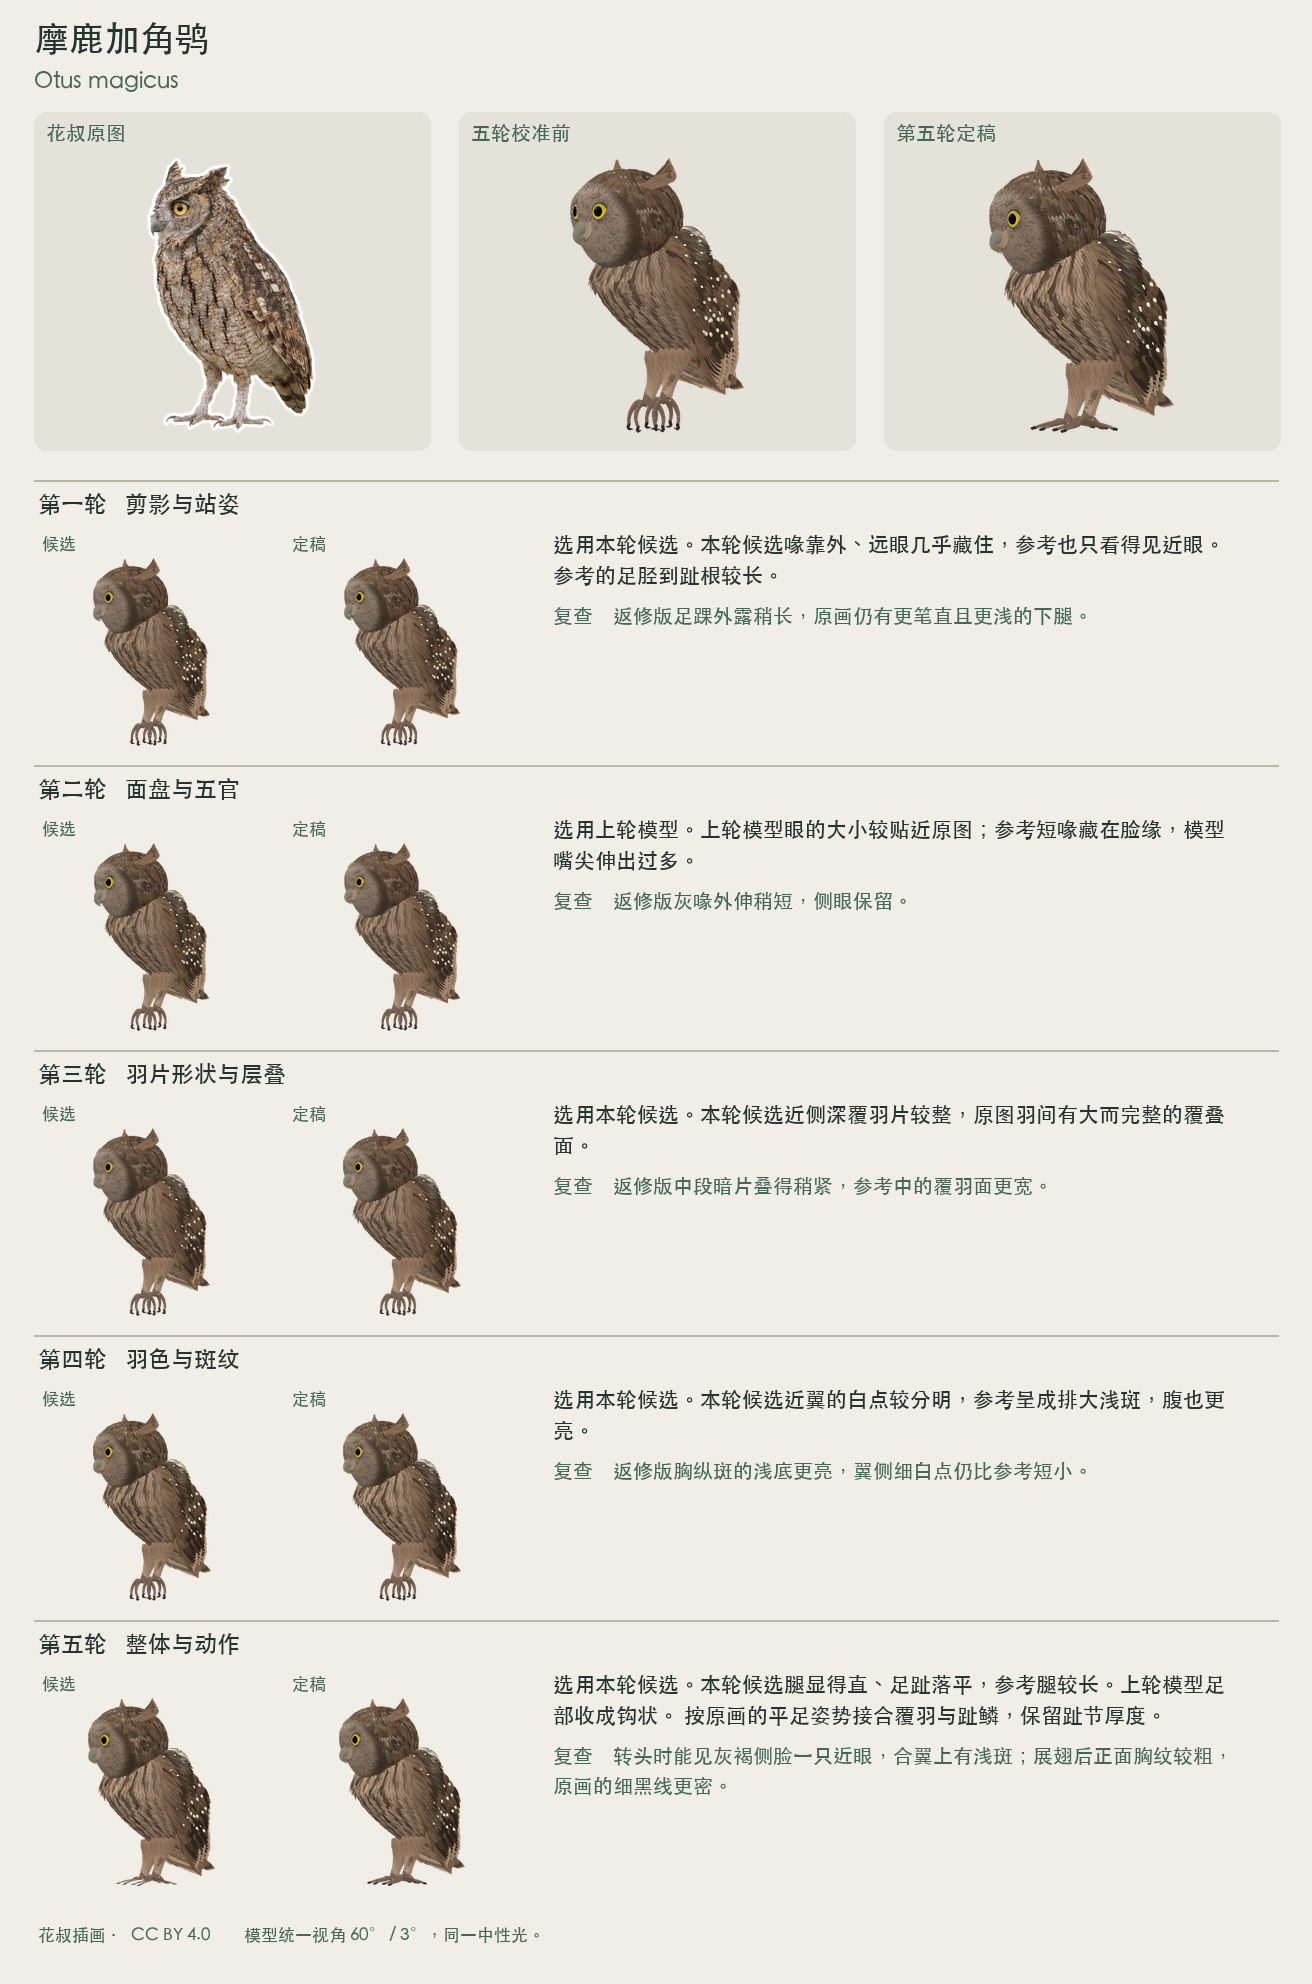 摩鹿加角鸮
Otus magicus
花叔原图
五轮校准前
第五轮定稿
第一轮 剪影与站姿
候选
定稿
选用本轮候选。本轮候选喙靠外、远眼几乎藏住，参考也只看得见近眼。
参考的足胫到趾根较长。
复查 返修版足踝外露稍长，原画仍有更笔直且更浅的下腿。
第二轮 面盘与五官
候选
定稿
选用上轮模型。上轮模型眼的大小较贴近原图；参考短喙藏在脸缘，模型
嘴尖伸出过多。
复查 返修版灰喙外伸稍短，侧眼保留。
第三轮 羽片形状与层叠
候选
定稿
选用本轮候选。本轮候选近侧深覆羽片较整，原图羽间有大而完整的覆叠
面。
复查 返修版中段暗片叠得稍紧，参考中的覆羽面更宽。
第四轮 羽色与斑纹
候选
定稿
选用本轮候选。本轮候选近翼的白点较分明，参考呈成排大浅斑，腹也更
亮。
复查 返修版胸纵斑的浅底更亮，翼侧细白点仍比参考短小。
第五轮 整体与动作
候选
定稿
选用本轮候选。本轮候选腿显得直、足趾落平，参考腿较长。上轮模型足
部收成钩状。 按原画的平足姿势接合覆羽与趾鳞，保留趾节厚度。
复查 转头时能见灰褐侧脸一只近眼，合翼上有浅斑；展翅后正面胸纹较粗，
原画的细黑线更密。
花叔插画 · CC BY 4.0 模型统一视角 60° / 3° ，同一中性光。